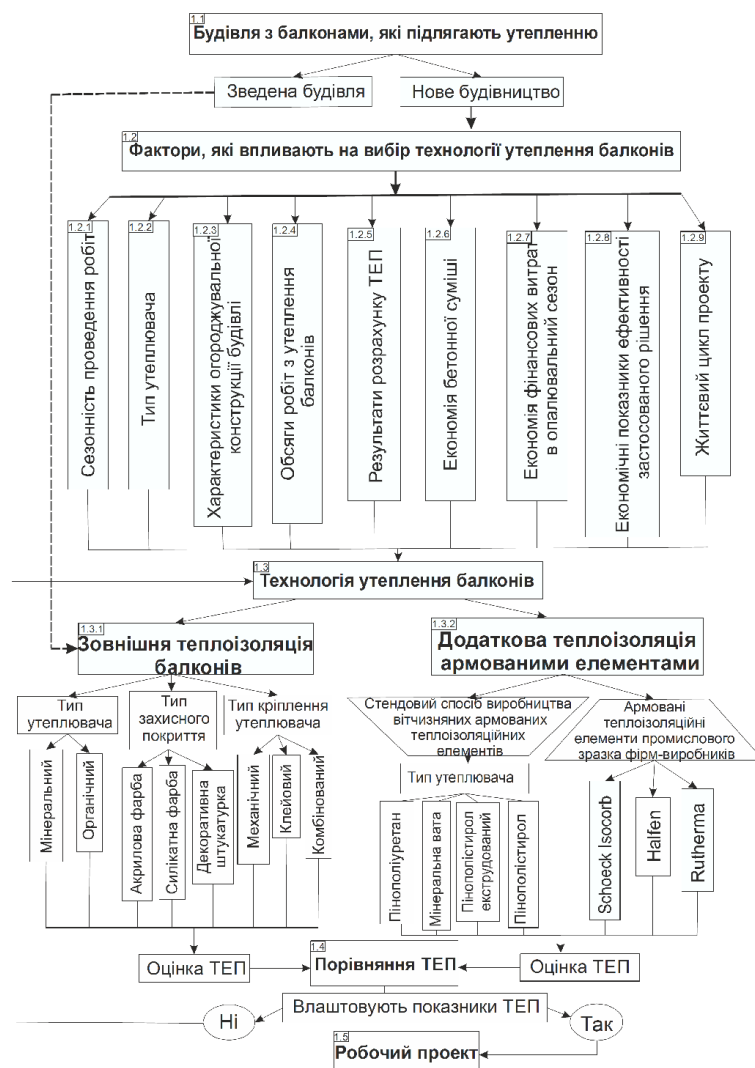 1.1
Будівля з балконами, які підлягають утепленню
Зведена будівля
Нове будівництво
1.2
Фактори, які впливають на вибір технології утеплення балконів
1.2.1
Сезонність проведення робіт
1.2.2
Тип утеплювача
1.2.3
Характеристики огороджувальної
конструкції будівлі
1.2.4
Обсяги робіт з утеплення
балконів
1.2.5
Результати розрахунку ТЕП
1.2.6
Економія бетонної суміші
1.2.7
Економія фінансових витрат
в опалювальний сезон
1.2.8
Економічні показники ефективності
застосованого рішення
1.2.9
Життєвий цикл проекту
1.3
Технологія утеплення балконів
1.3.1
Зовнішня теплоізоляція
балконів
1.3.2
Додаткова теплоізоляція
армованими елементами
Тип
утеплювача
Тип
захисного
покриття
Тип кріплення
утеплювача
Стендовий спосіб виробництва
вітчизняних армованих
теплоізоляційних
елементів
Армовані
теплоізоляційні
елементи промислового
зразка фірм-виробників
Тип утеплювача
Мінеральний
Органічний
Акрилова фарба
Силікатна фарба
Декоративна
штукатурка
Механічний
Клейовий
Комбінований
Пінополіуретан
Мінеральна вата
Пінополістирол
екструдований
Пінополістирол
Schoeck Isocorb
Halfen
Rutherma
Оцінка ТЕП
1.4
Порівняння ТЕП
Оцінка ТЕП
Влаштовують показники ТЕП
Ні
Так
1.5
Робочий проект